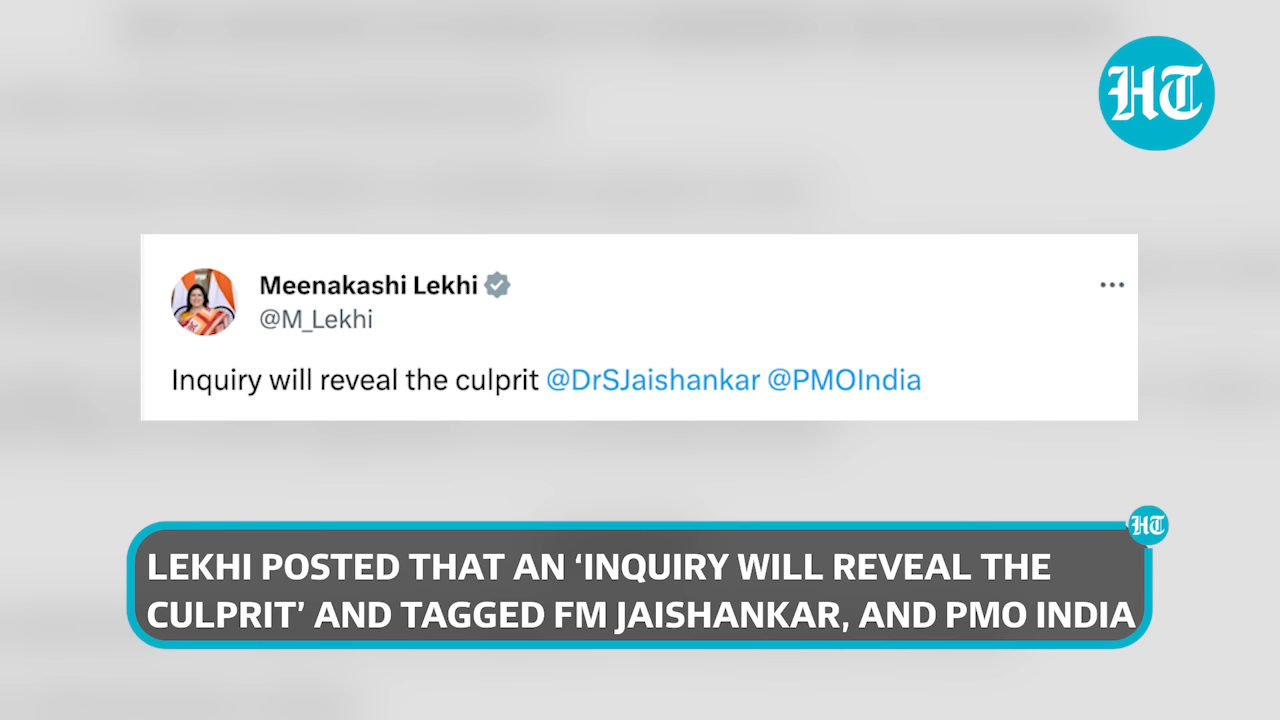 HT
Meenakashi Lekhi
@M_Lekhi
Inquiry will reveal the culprit @DrSJaishankar @PMOIndia
HT
LEKHI POSTED THAT AN ‘INQUIRY WILL REVEAL THE
CULPRIT’ AND TAGGED FM JAISHANKAR, AND PMO INDIA